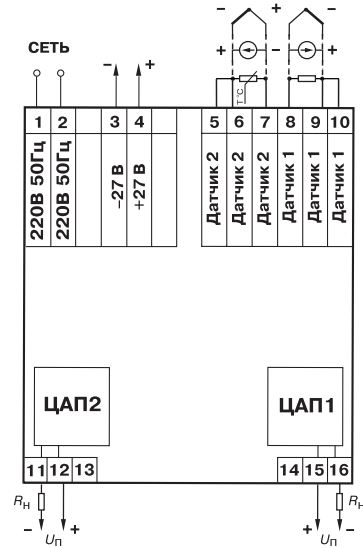 – + –
СЕТЬ – + + – +
T °C
1 2 3 4 5 6 7 8 9 10
220В 50Гц
220В 50Гц
–27 В
+27 В
Датчик 2
Датчик 2
Датчик 2
Датчик 1
Датчик 1
Датчик 1
ЦАП2 ЦАП1
11 12 13 14 15 16
Rн Rн
– + + –
Uп Uп